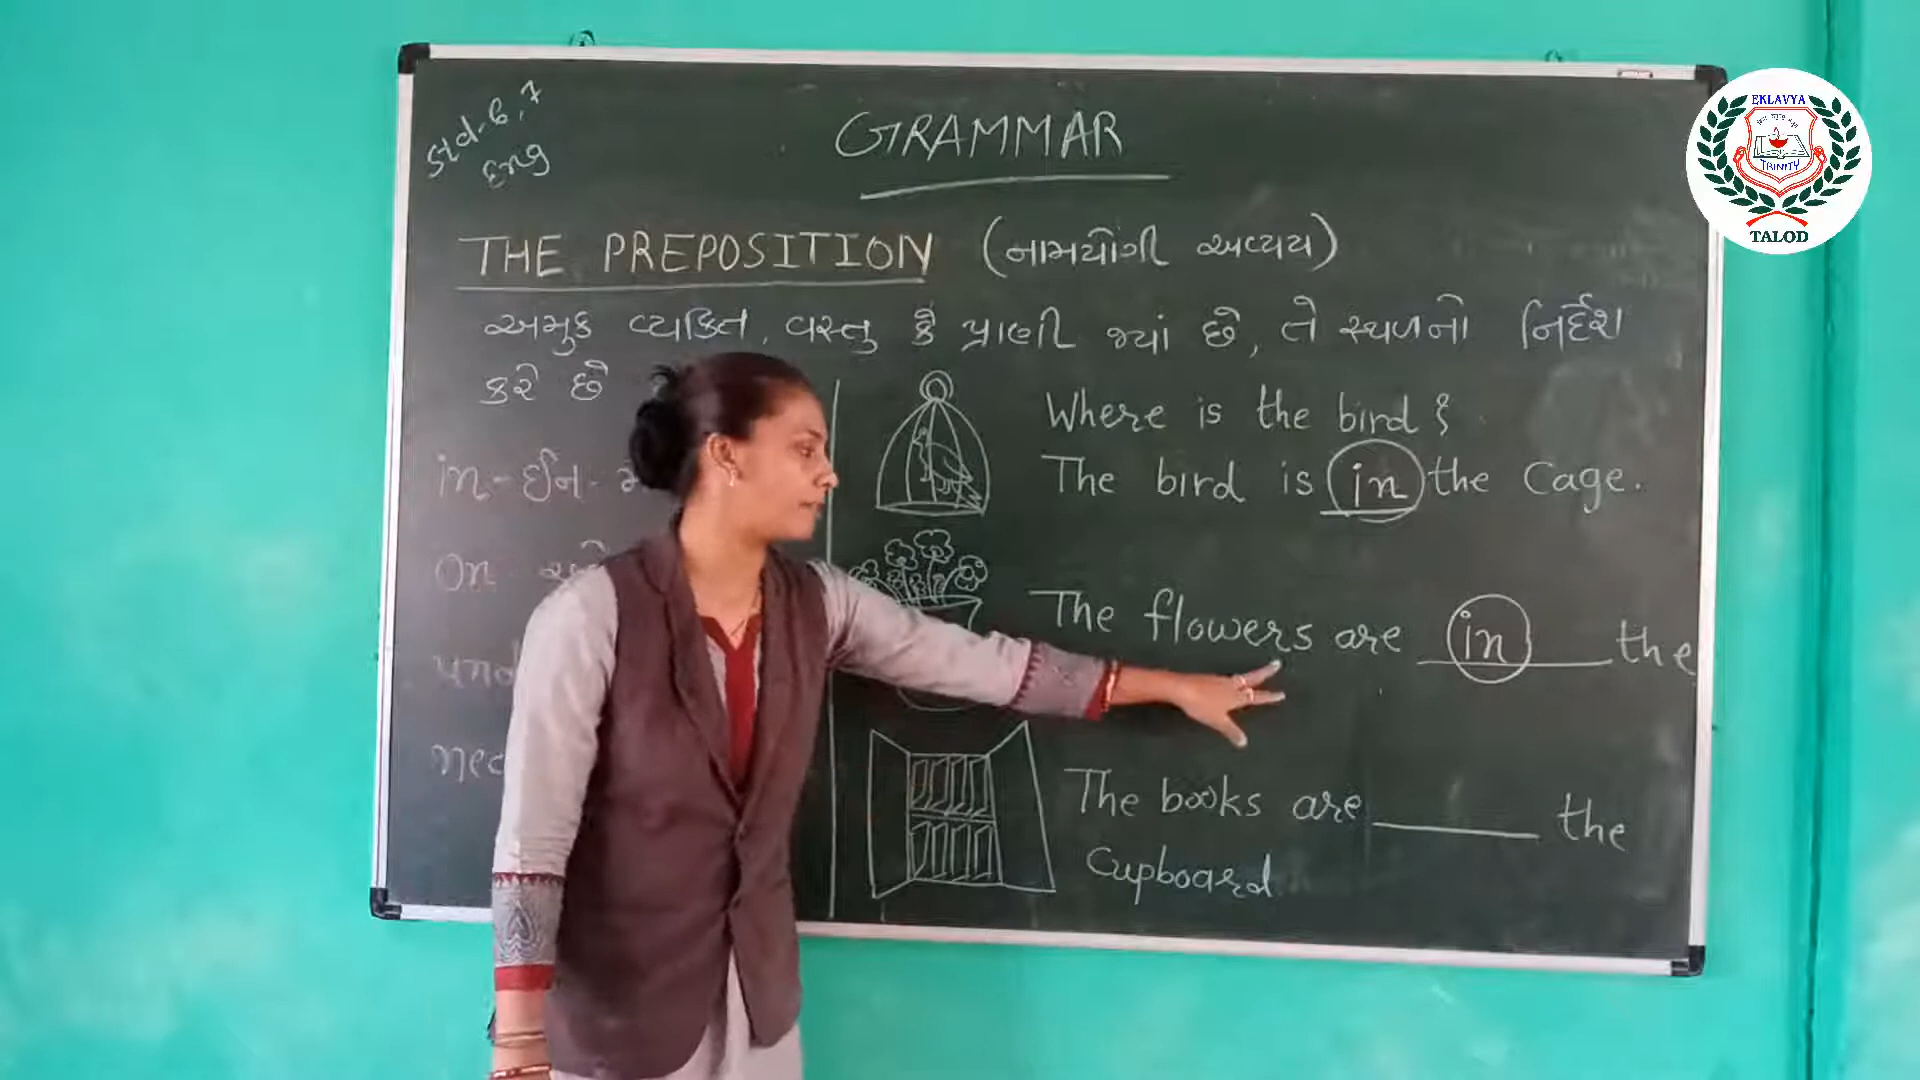 Std-6,7
Eng
GRAMMAR
THE PREPOSITION (નામયોગી અવ્યય)
અમુક વ્યકિત, વસ્તુ કે પ્રાણી જ્યાં છે, તે સ્થળનો નિર્દેશ
કરે છે
in - ઈન -
On
Where is the bird ?
The bird is in the Cage.
The flowers are in the
The books are ______ the
Cupboard
EKLAVYA
TRINITY
TALOD